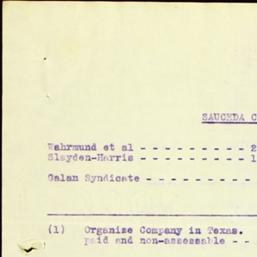 SAUCEDA C
Wahrmund et al - - - - - - - - - 2
Slayden-Harris - - - - - - - - - 1
Galan Syndicate - - - - - - - -
(1) Organize Company in Texas.
paid and non-assessable - -